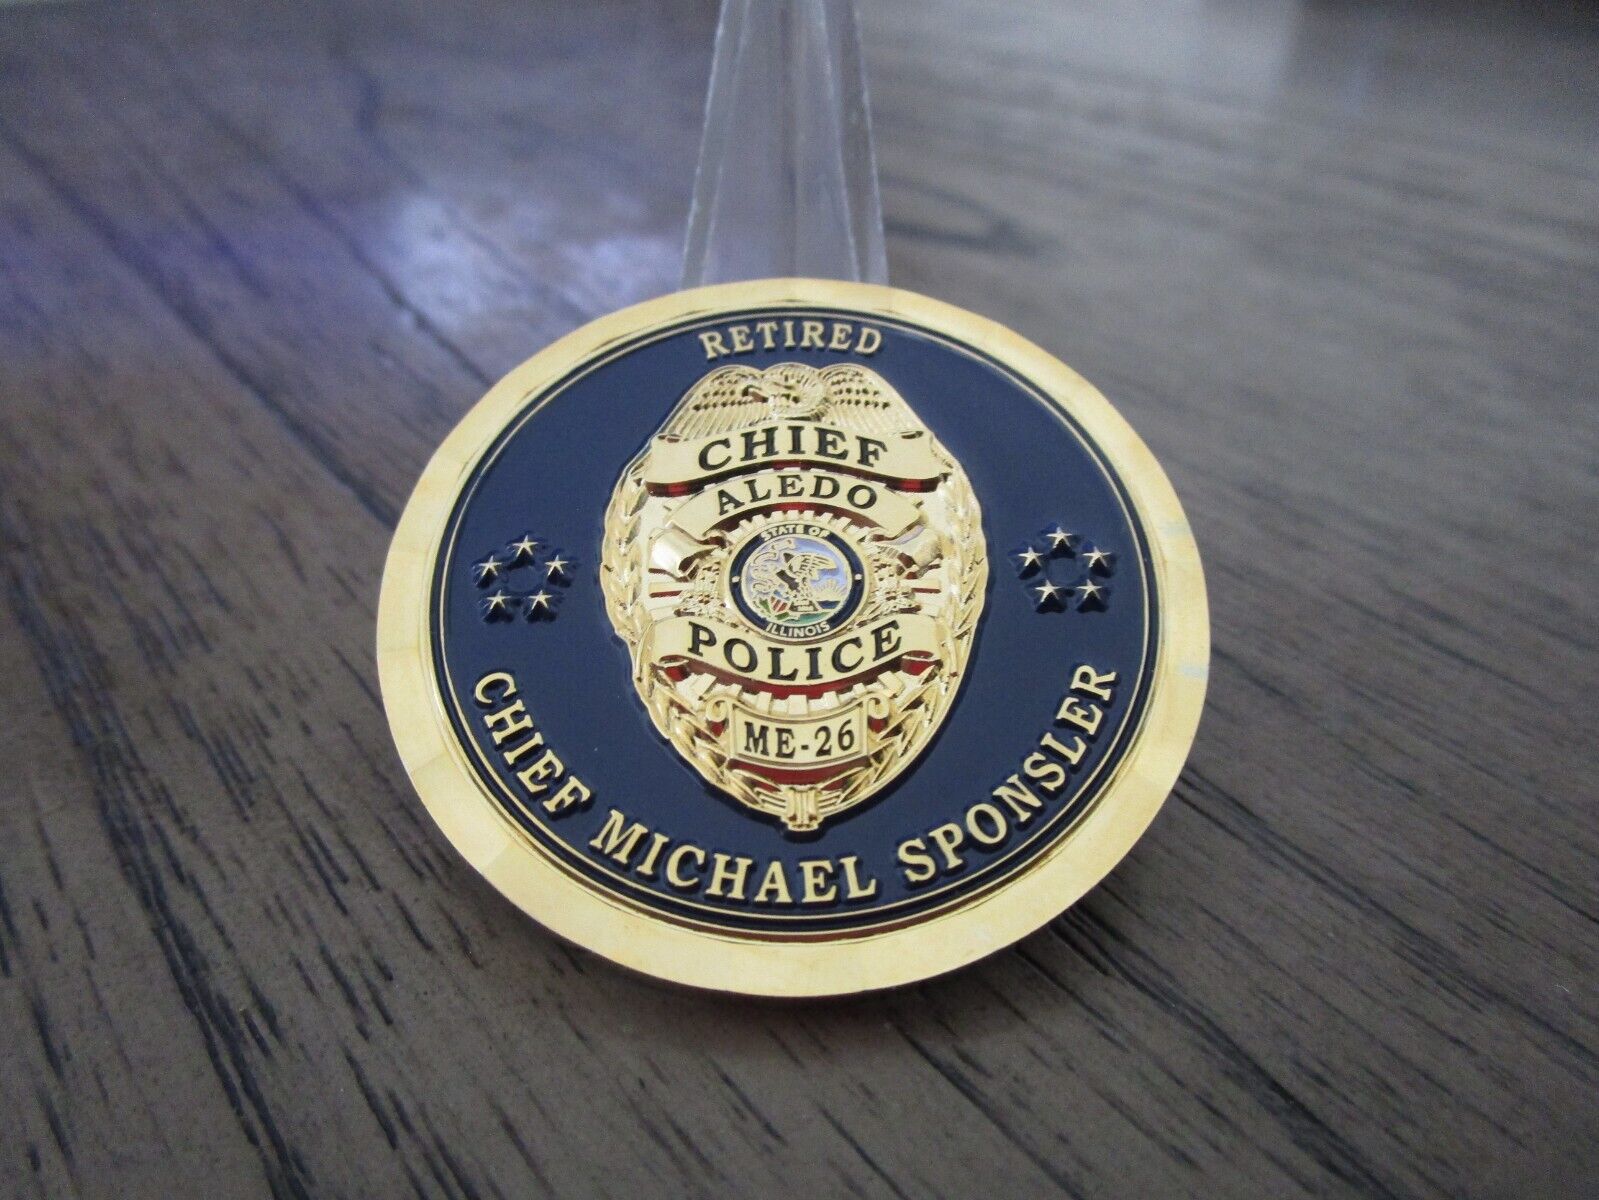 RETIRED
CHIEF
ALEDO
STATE OF
ILLINOIS
POLICE
ME-26
CHIEF MICHAEL SPONSLER